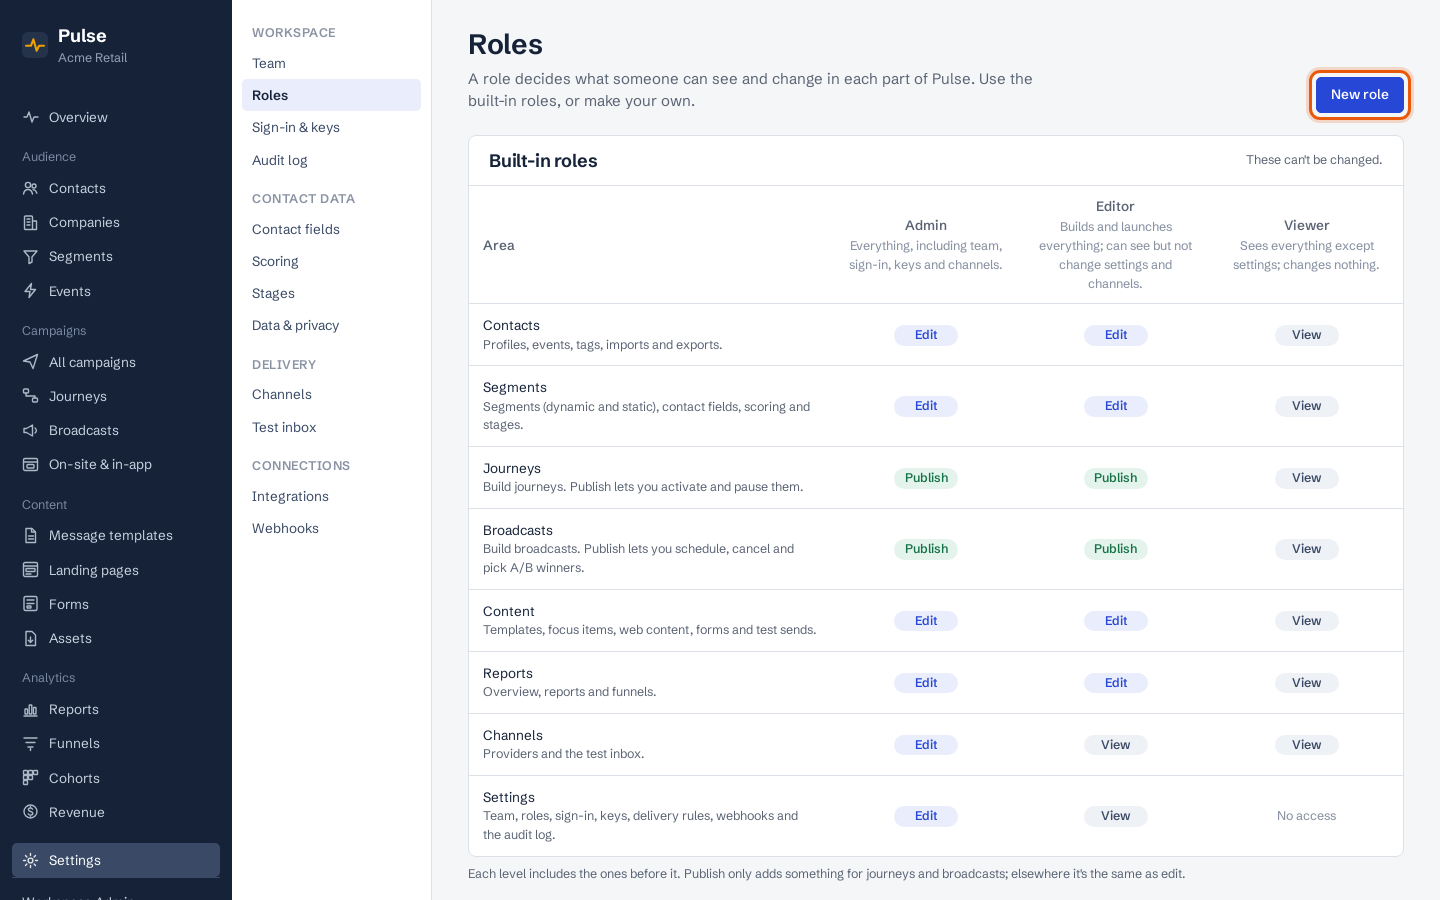 Pulse
Acme Retail
Overview
Audience
Contacts
Companies
Segments
Events
Campaigns
All campaigns
Journeys
Broadcasts
On-site & in-app
Content
Message templates
Landing pages
Forms
Assets
Analytics
Reports
Funnels
Cohorts
Revenue
Settings
WORKSPACE
Team
Roles
Sign-in & keys
Audit log
CONTACT DATA
Contact fields
Scoring
Stages
Data & privacy
DELIVERY
Channels
Test inbox
CONNECTIONS
Integrations
Webhooks
Roles
A role decides what someone can see and change in each part of Pulse. Use the
built-in roles, or make your own.
New role
Built-in roles
These can't be changed.
Area
Admin
Everything, including team,
sign-in, keys and channels.
Editor
Builds and launches
everything; can see but not
change settings and
channels.
Viewer
Sees everything except
settings; changes nothing.
Contacts
Profiles, events, tags, imports and exports.
Edit
Edit
View
Segments
Segments (dynamic and static), contact fields, scoring and
stages.
Edit
Edit
View
Journeys
Build journeys. Publish lets you activate and pause them.
Publish
Publish
View
Broadcasts
Build broadcasts. Publish lets you schedule, cancel and
pick A/B winners.
Publish
Publish
View
Content
Templates, focus items, web content, forms and test sends.
Edit
Edit
View
Reports
Overview, reports and funnels.
Edit
Edit
View
Channels
Providers and the test inbox.
Edit
View
View
Settings
Team, roles, sign-in, keys, delivery rules, webhooks and
the audit log.
Edit
View
No access
Each level includes the ones before it. Publish only adds something for journeys and broadcasts; elsewhere it's the same as edit.